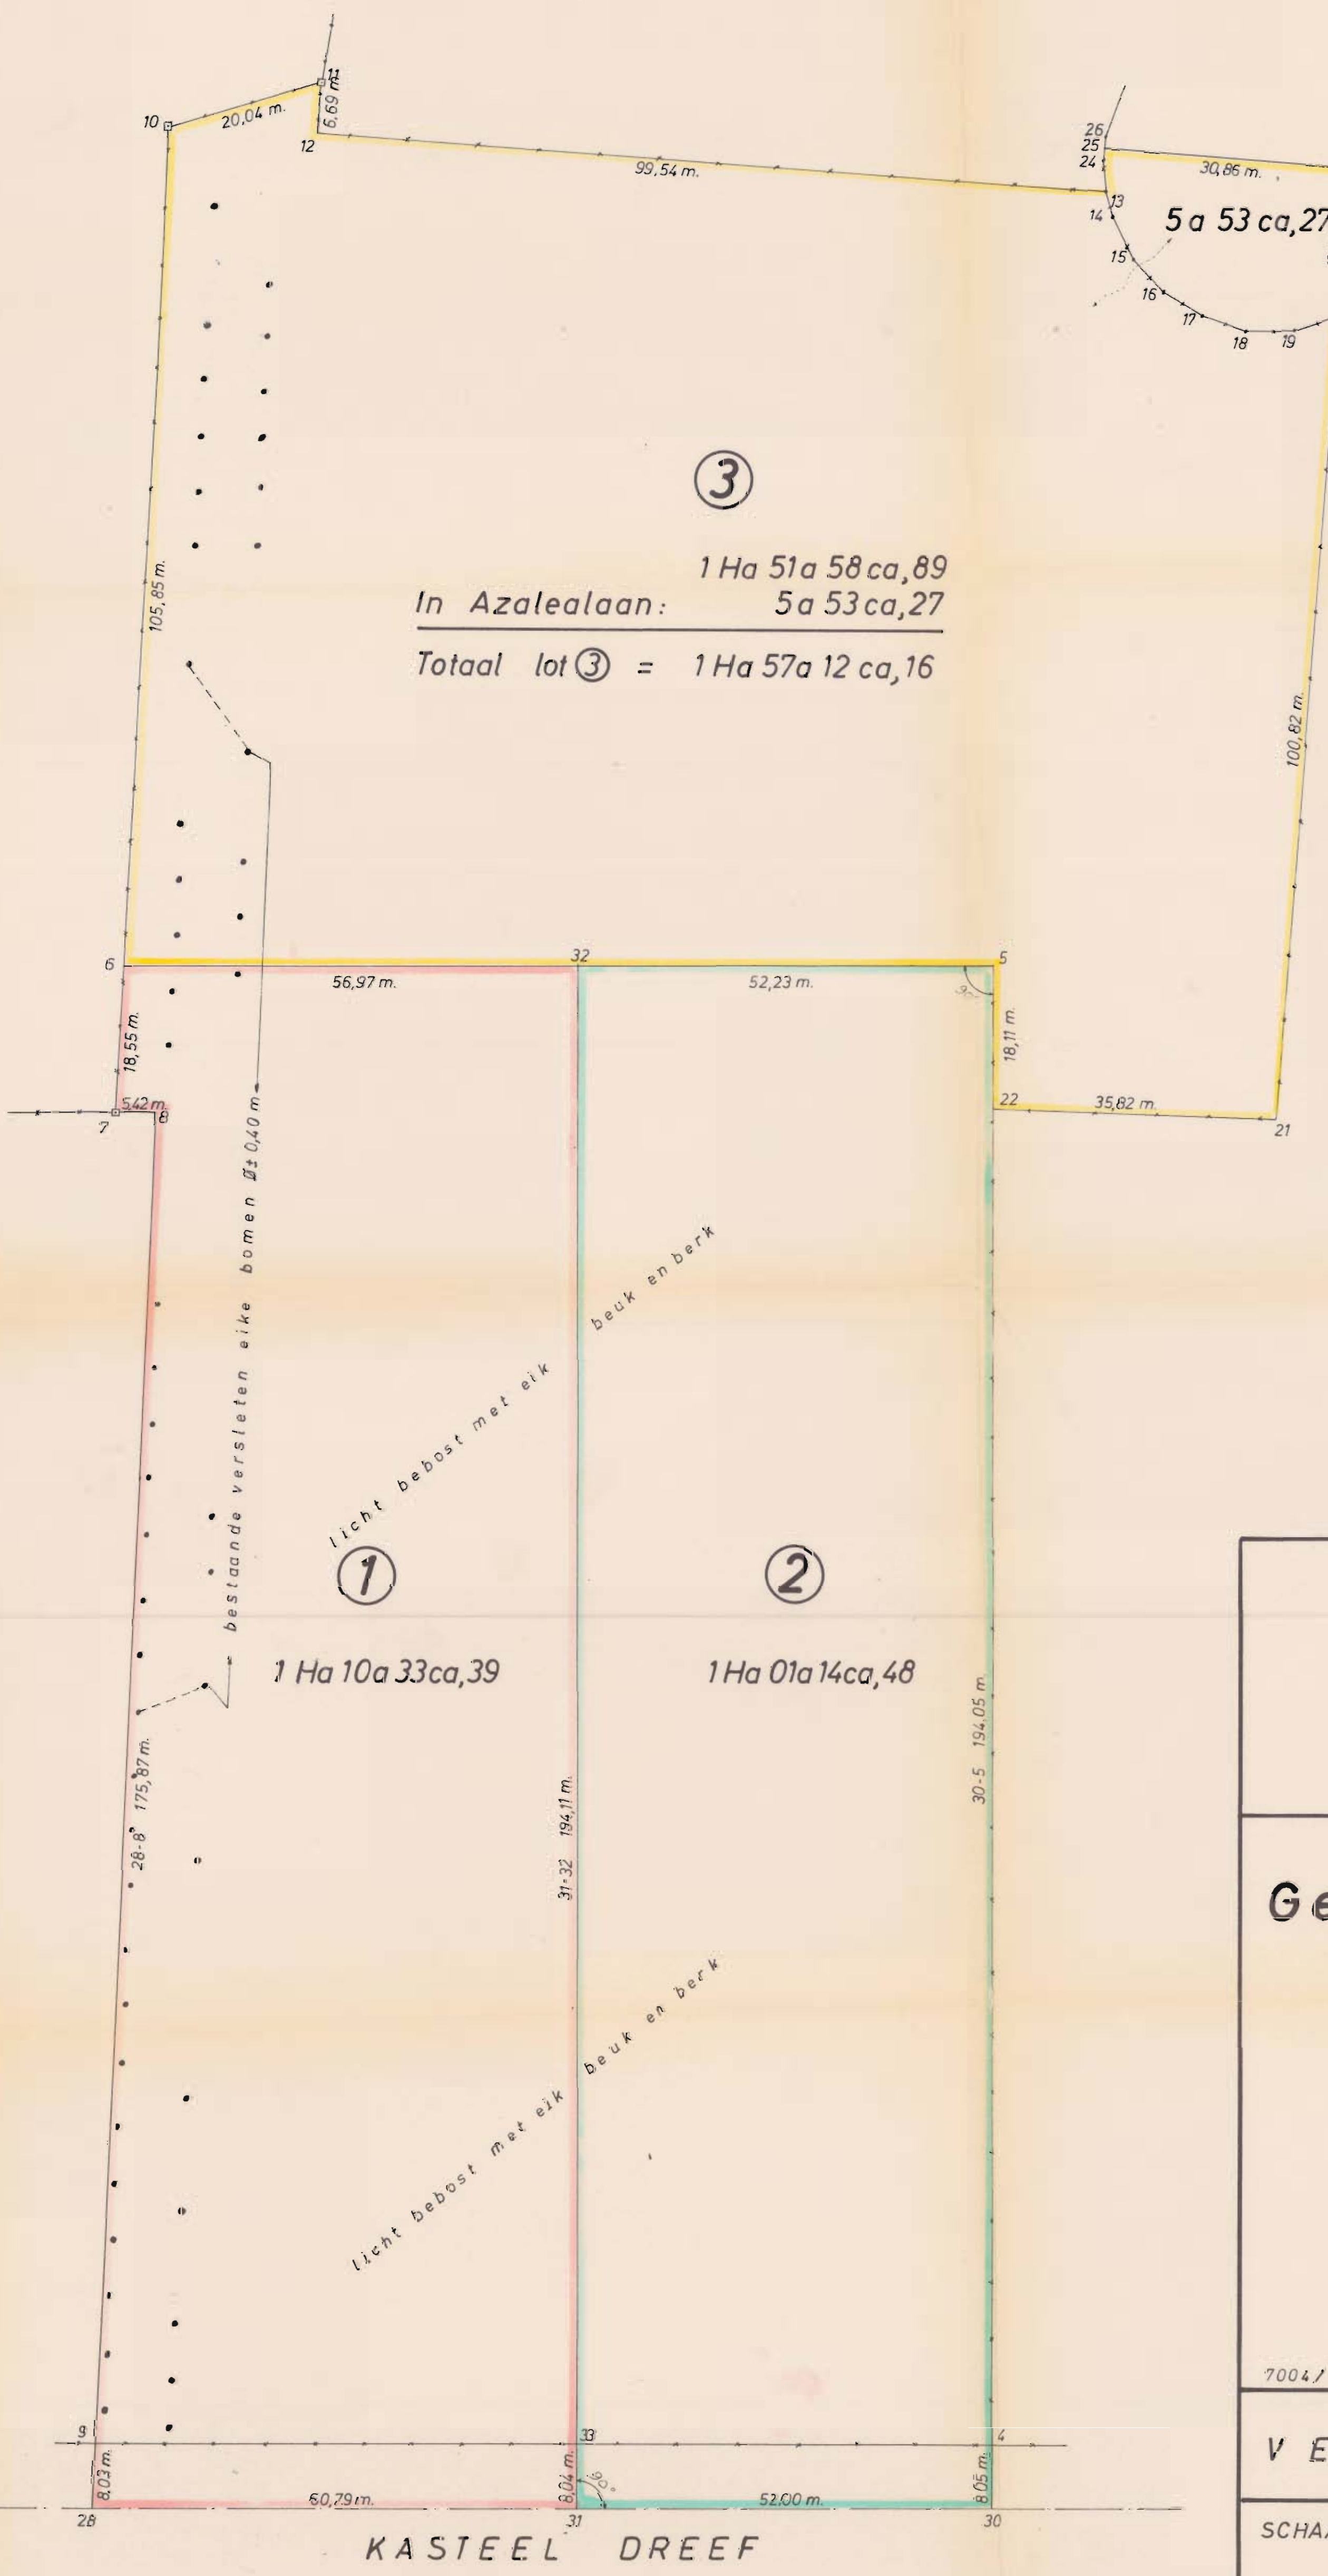 11
10
20,04 m.
6,69 m.
12
99,54 m.
26
25
24
30,86 m.
13
14
5a 53 ca,27
15
16
17
18
19
3
1 Ha 51a 58 ca,89
In Azalealaan: 5a 53 ca,27
Totaal lot 3 = 1 Ha 57a 12 ca,16
105,85 m.
100,82 m.
6
32
5
56,97 m.
52,23 m.
90°
18,55 m.
18,11 m.
5,42 m.
7
8
22
35,82 m.
21
bestaande versleten eike bomen Ø± 0,40 m
licht bebost met eik beuk en berk
1
2
1 Ha 10a 33ca,39
1 Ha 01a 14ca,48
28-8 175,87 m.
31-32 194,11 m.
30-5 194,05 m.
Ge
licht bebost met eik beuk en berk
7004/
9
33
4
V E
8,03 m.
8,04 m.
90°
8,05 m.
60,79 m.
52,00 m.
28
31
30
KASTEEL DREEF
SCHA